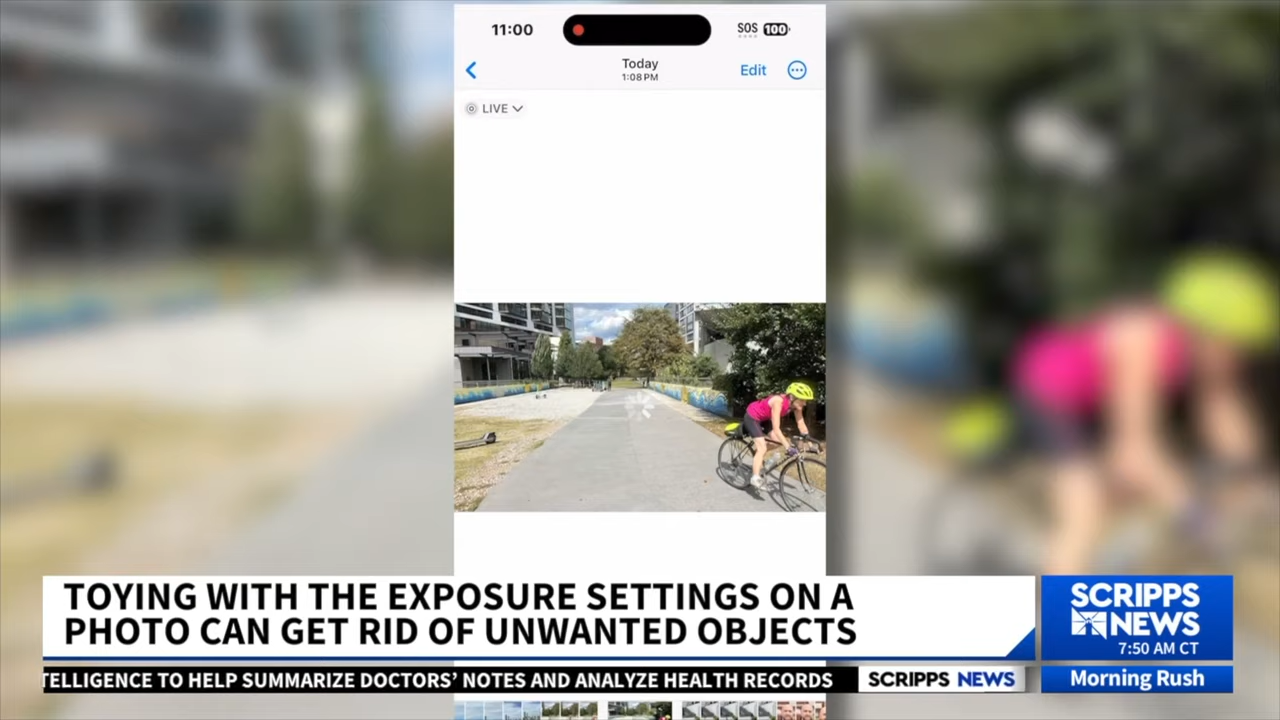 11:00
SOS
100
Today
1:08 PM
Edit
LIVE
TOYING WITH THE EXPOSURE SETTINGS ON A
PHOTO CAN GET RID OF UNWANTED OBJECTS
SCRIPPS
NEWS
7:50 AM CT
TELLIGENCE TO HELP SUMMARIZE DOCTORS' NOTES AND ANALYZE HEALTH RECORDS
SCRIPPS NEWS
Morning Rush